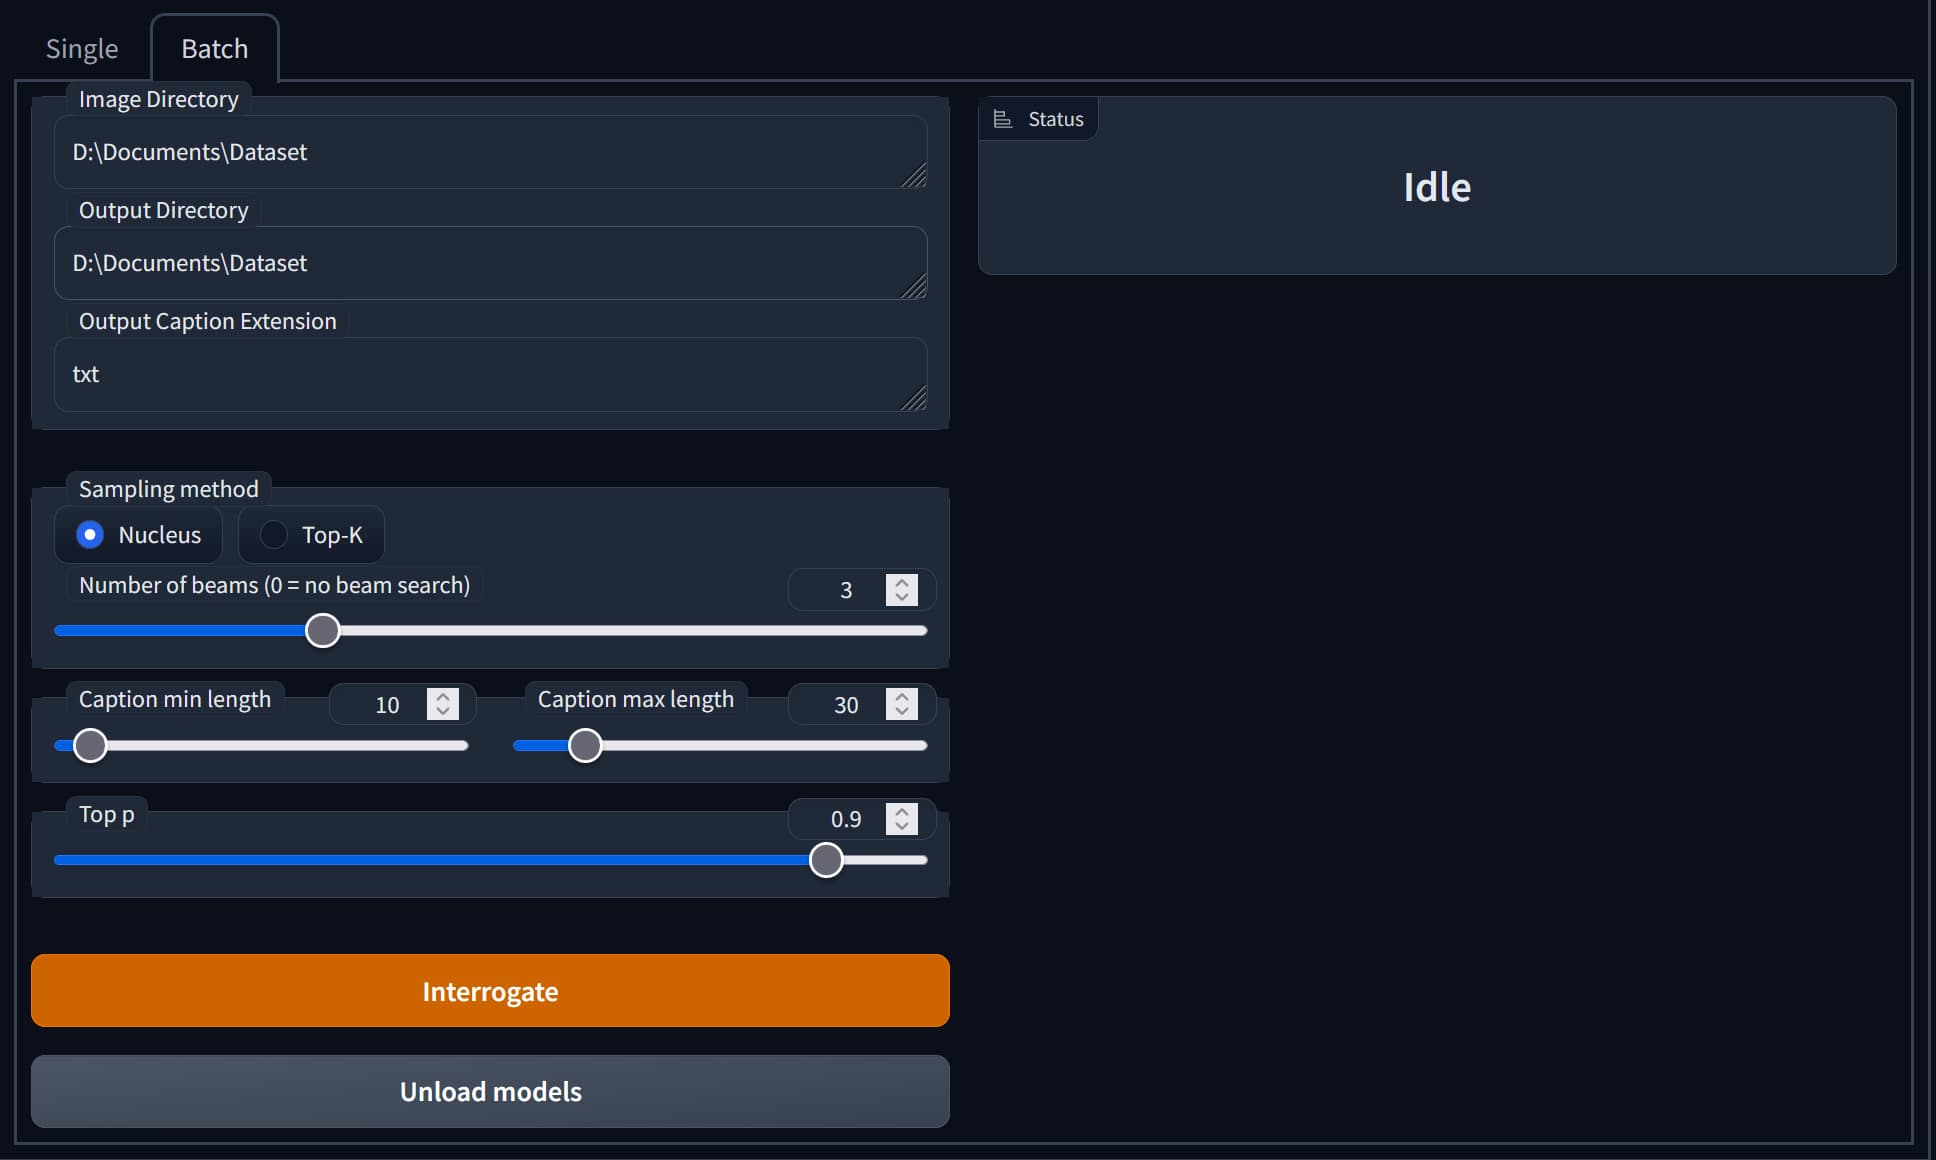 Single
Batch
Image Directory
D:\Documents\Dataset
Output Directory
D:\Documents\Dataset
Output Caption Extension
txt
Sampling method
Nucleus
Top-K
Number of beams (0 = no beam search)
3
Caption min length
10
Caption max length
30
Top p
0.9
Interrogate
Unload models
Status
Idle